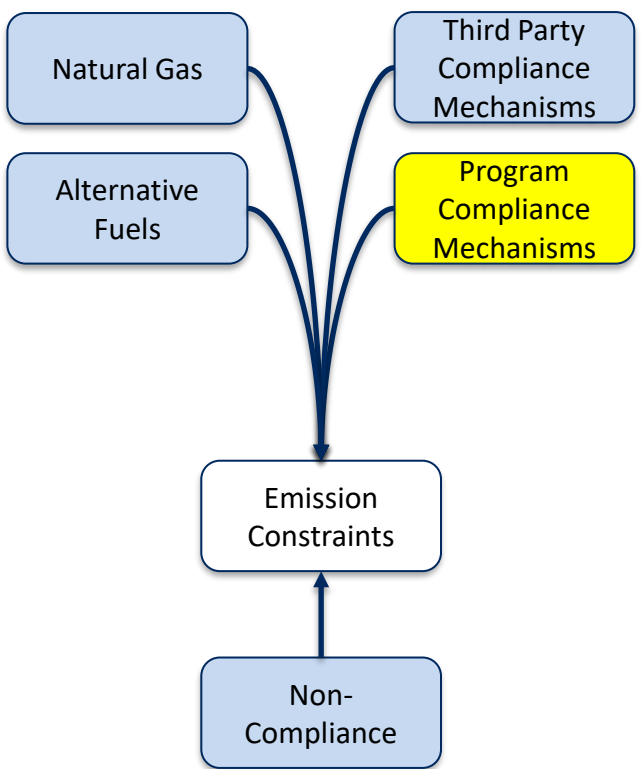 Natural Gas
Third Party
Compliance
Mechanisms
Alternative
Fuels
Program
Compliance
Mechanisms
Emission
Constraints
Non-
Compliance